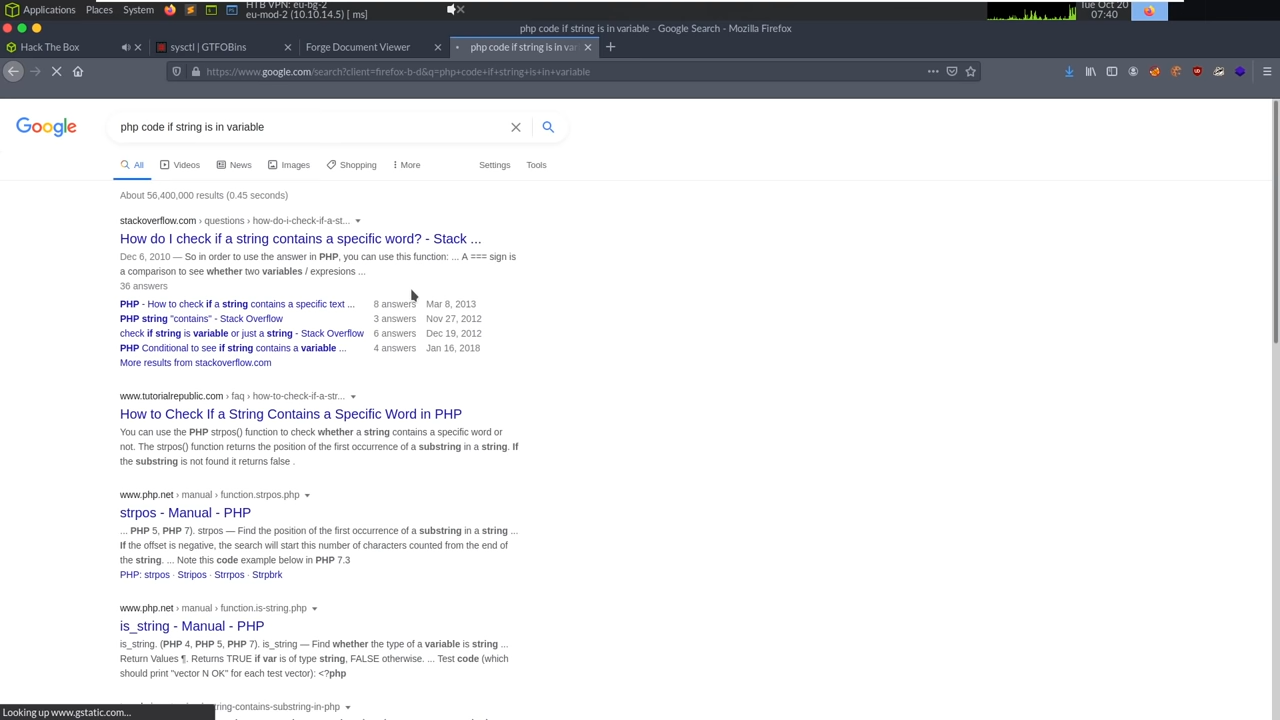 Applications Places System HTB VPN: eu-bg-2
eu-mod-2 (10.10.14.5) [ ms]
Tue Oct 20
07:40
php code if string is in variable - Google Search - Mozilla Firefox
Hack The Box
sysctl | GTFOBins
Forge Document Viewer
php code if string is in var
https://www.google.com/search?client=firefox-b-d&q=php+code+if+string+is+in+variable
Google
php code if string is in variable
All Videos News Images Shopping More Settings Tools
About 56,400,000 results (0.45 seconds)
stackoverflow.com › questions › how-do-i-check-if-a-st...
How do I check if a string contains a specific word? - Stack ...
Dec 6, 2010 — So in order to use the answer in PHP, you can use this function: ... A === sign is
a comparison to see whether two variables / expresions ...
36 answers
PHP - How to check if a string contains a specific text ... 8 answers Mar 8, 2013
PHP string "contains" - Stack Overflow 3 answers Nov 27, 2012
check if string is variable or just a string - Stack Overflow 6 answers Dec 19, 2012
PHP Conditional to see if string contains a variable ... 4 answers Jan 16, 2018
More results from stackoverflow.com
www.tutorialrepublic.com › faq › how-to-check-if-a-str...
How to Check If a String Contains a Specific Word in PHP
You can use the PHP strpos() function to check whether a string contains a specific word or
not. The strpos() function returns the position of the first occurrence of a substring in a string. If
the substring is not found it returns false .
www.php.net › manual › function.strpos.php
strpos - Manual - PHP
... PHP 5, PHP 7). strpos — Find the position of the first occurrence of a substring in a string ...
If the offset is negative, the search will start this number of characters counted from the end of
the string. ... Note this code example below in PHP 7.3
PHP: strpos · Stripos · Strrpos · Strpbrk
www.php.net › manual › function.is-string.php
is_string - Manual - PHP
is_string. (PHP 4, PHP 5, PHP 7). is_string — Find whether the type of a variable is string ...
Return Values ¶. Returns TRUE if var is of type string, FALSE otherwise. ... Test code (which
should print "vector N OK" for each test vector): <?php
tring-contains-substring-in-php
Looking up www.gstatic.com...